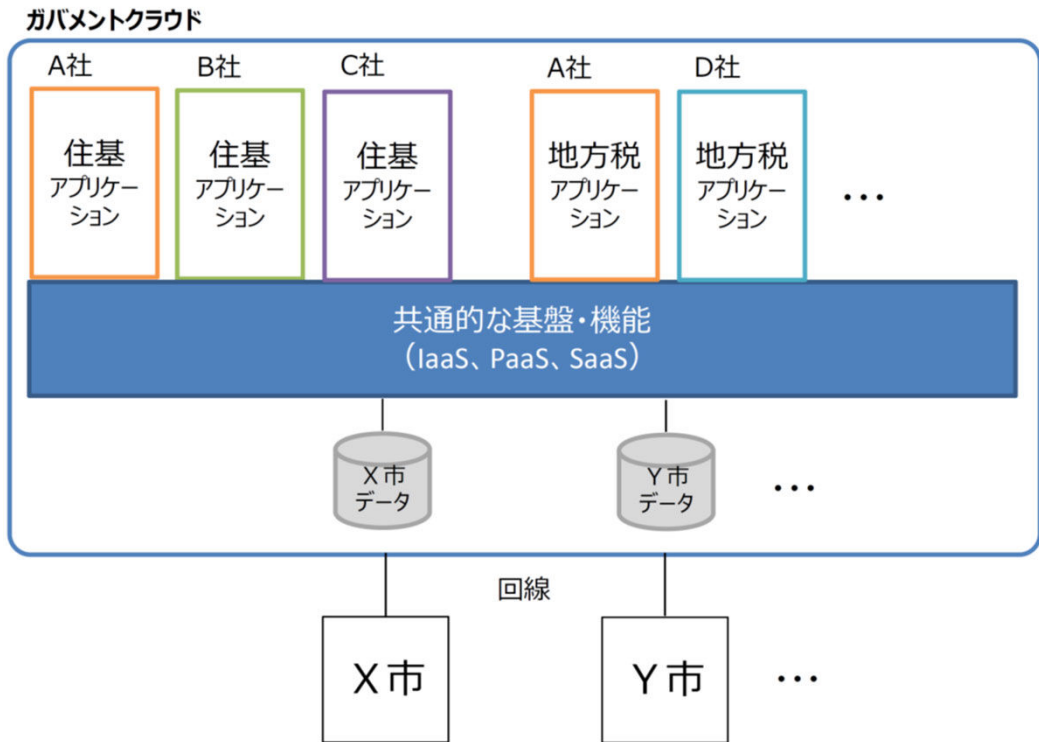 ガバメントクラウド
A社
B社
C社
A社
D社
住基
アプリケー
ション
住基
アプリケー
ション
住基
アプリケー
ション
地方税
アプリケー
ション
地方税
アプリケー
ション
…
共通的な基盤・機能
（IaaS、PaaS、SaaS）
X市
データ
Y市
データ
…
回線
X市
Y市
…